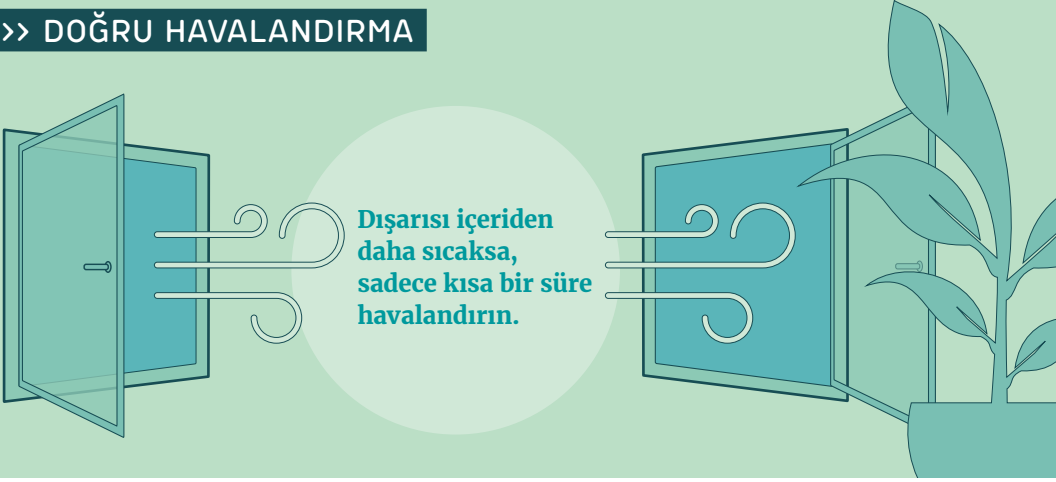 >> DOĞRU HAVALANDIRMA
Dışarısı içeriden
daha sıcaksa,
sadece kısa bir süre
havalandırın.